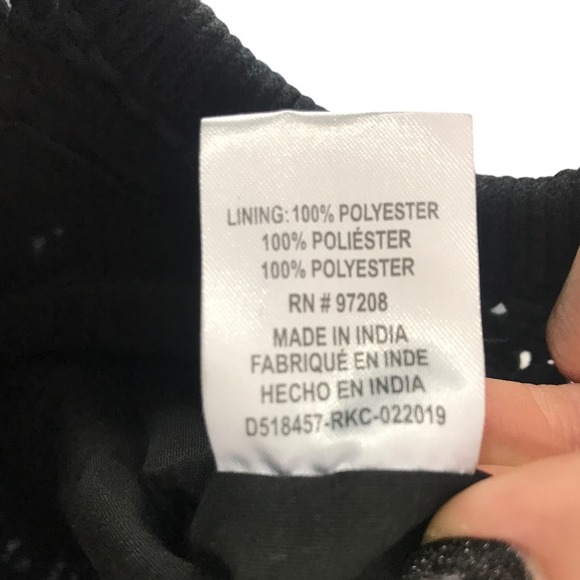 LINING: 100% POLYESTER
100% POLIÉSTER
100% POLYESTER
RN # 97208
MADE IN INDIA
FABRIQUÉ EN INDE
HECHO EN INDIA
D518457-RKC-022019